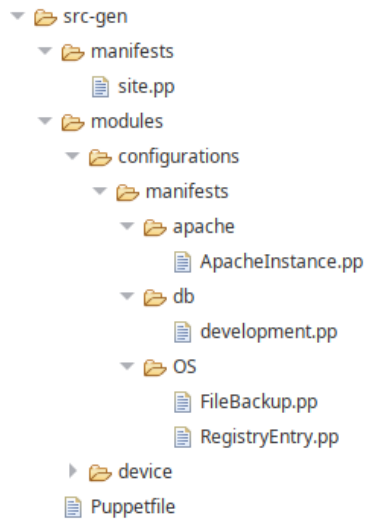 src-gen
manifests
site.pp
modules
configurations
manifests
apache
ApacheInstance.pp
db
development.pp
OS
FileBackup.pp
RegistryEntry.pp
device
Puppetfile